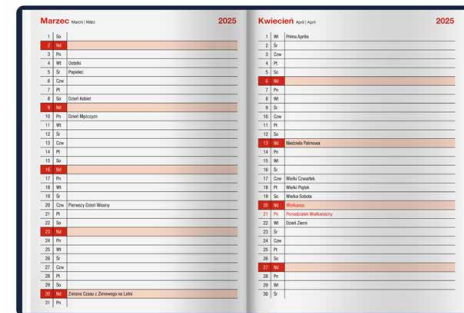 Marzec March | März 2025
1 So
2 Nd
3 Pn
4 Wt Ostatki
5 Śr Popielec
6 Czw
7 Pt
8 So Dzień Kobiet
9 Nd
10 Pn Dzień Mężczyzn
11 Wt
12 Śr
13 Czw
14 Pt
15 So
16 Nd
17 Pn
18 Wt
19 Śr
20 Czw Pierwszy Dzień Wiosny
21 Pt
22 So
23 Nd
24 Pn
25 Wt
26 Śr
27 Czw
28 Pt
29 So
30 Nd Zmiana Czasu z Zimowego na Letni
31 Pn
Kwiecień April | April 2025
1 Wt Prima Aprilis
2 Śr
3 Czw
4 Pt
5 So
6 Nd
7 Pn
8 Wt
9 Śr
10 Czw
11 Pt
12 So
13 Nd Niedziela Palmowa
14 Pn
15 Wt
16 Śr
17 Czw Wielki Czwartek
18 Pt Wielki Piątek
19 So Wielka Sobota
20 Nd Wielkanoc
21 Pn Poniedziałek Wielkanocny
22 Wt Dzień Ziemi
23 Śr
24 Czw
25 Pt
26 So
27 Nd
28 Pn
29 Wt
30 Śr